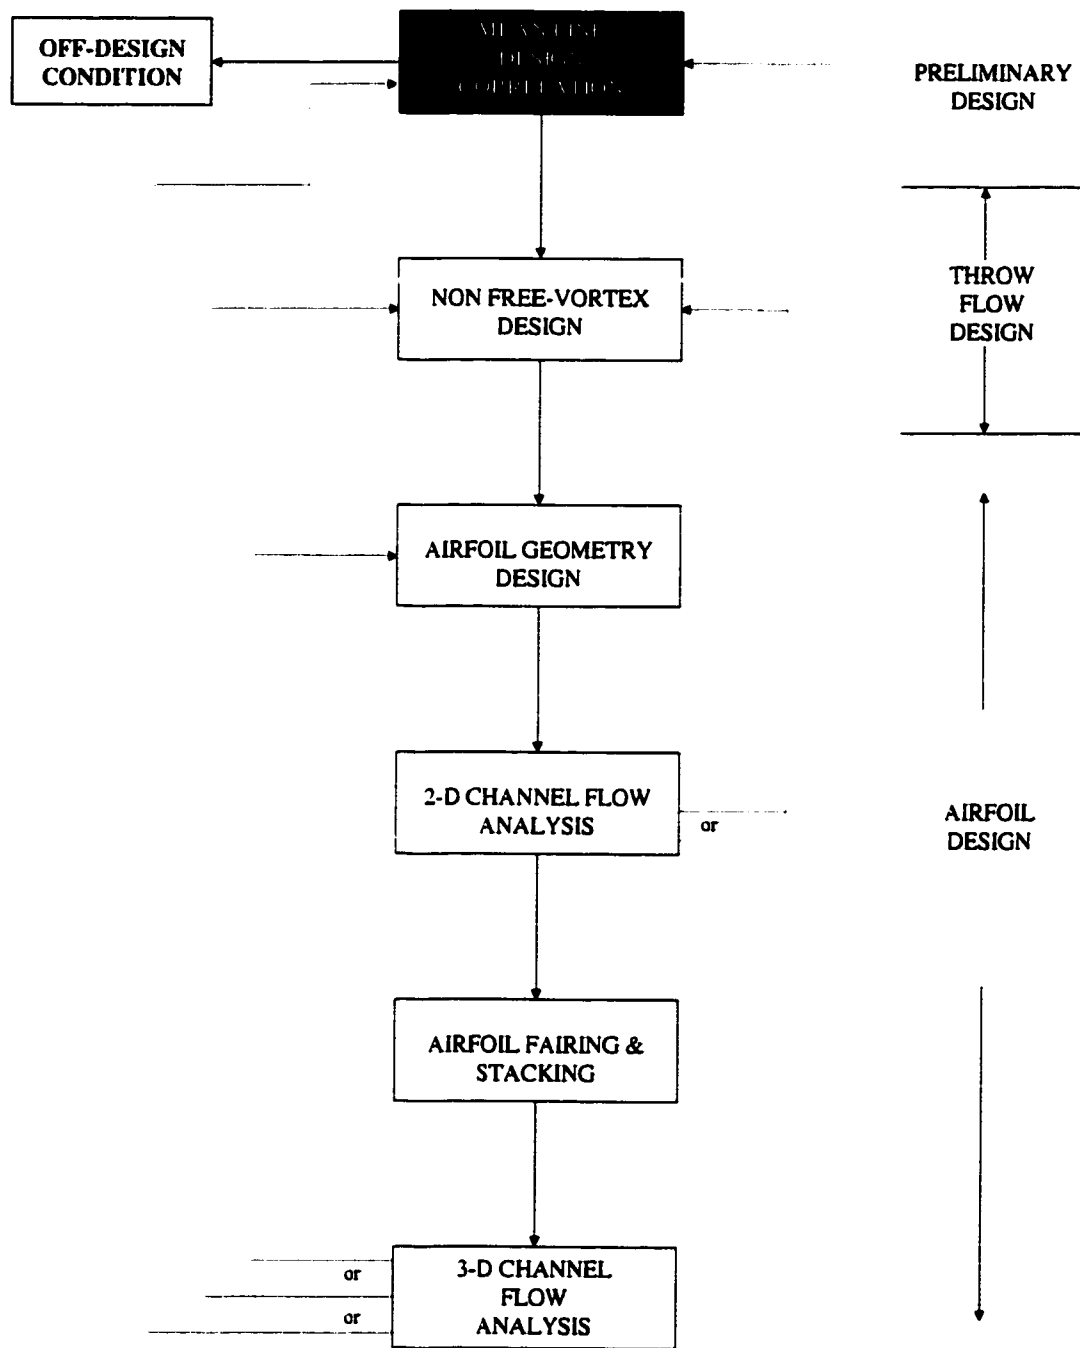 OFF-DESIGN
CONDITION
DESIGN
PRELIMINARY
DESIGN
NON FREE-VORTEX
DESIGN
THROW
FLOW
DESIGN
AIRFOIL GEOMETRY
DESIGN
2-D CHANNEL FLOW
ANALYSIS
or
AIRFOIL
DESIGN
AIRFOIL FAIRING &
STACKING
or
or
3-D CHANNEL
FLOW
ANALYSIS